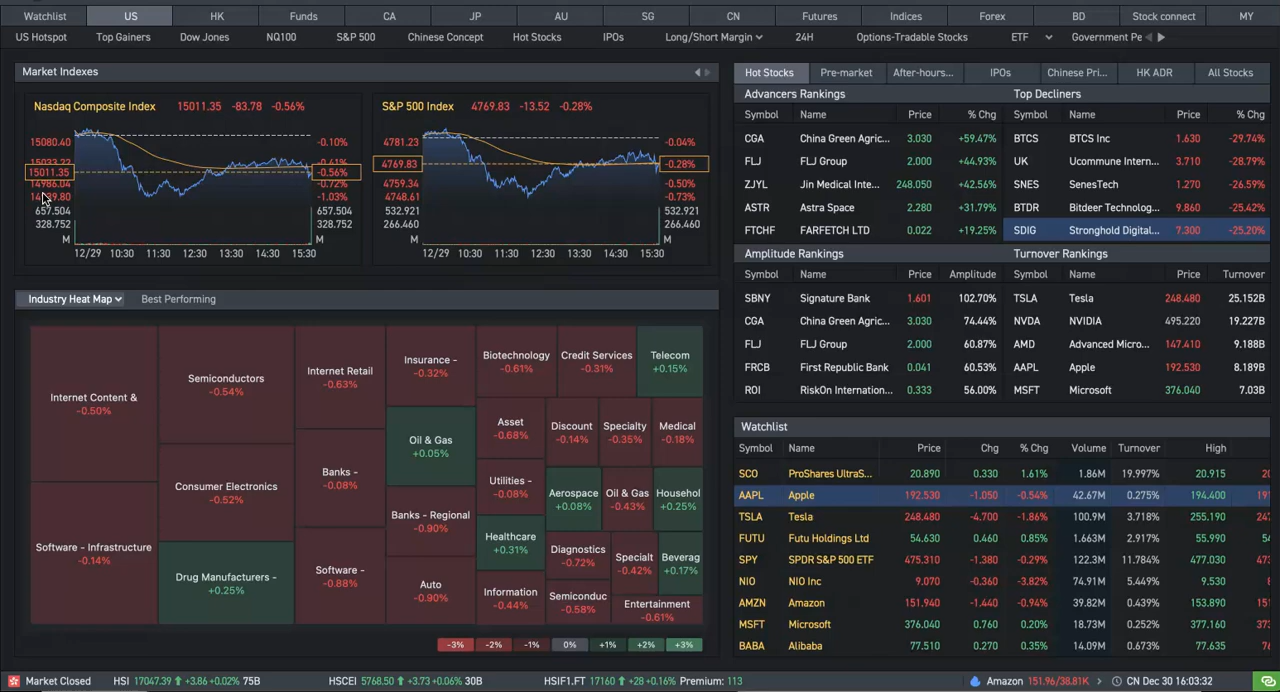 Watchlist US HK Funds CA JP AU SG CN Futures Indices Forex BD Stock connect MY
US Hotspot Top Gainers Dow Jones NQ100 S&P 500 Chinese Concept Hot Stocks IPOs Long/Short Margin 24H Options-Tradable Stocks ETF Government Pe
Market Indexes
Nasdaq Composite Index 15011.35 -83.78 -0.56%
15080.40 -0.10%
15033.22 -0.41%
15011.35 -0.56%
14986.04 -0.72%
-1.03%
657.504 657.504
328.752 328.752
M M
12/29 10:30 11:30 12:30 13:30 14:30 15:30
S&P 500 Index 4769.83 -13.52 -0.28%
4781.23 -0.04%
4769.83 -0.28%
4759.34 -0.50%
4748.61 -0.73%
532.921 532.921
266.460 266.460
M M
12/29 10:30 11:30 12:30 13:30 14:30 15:30
Industry Heat Map Best Performing
Internet Content &
-0.50%
Software - Infrastructure
-0.14%
Semiconductors
-0.54%
Consumer Electronics
-0.52%
Drug Manufacturers -
+0.25%
Internet Retail
-0.63%
Banks -
-0.08%
Software -
-0.88%
Insurance -
-0.32%
Oil & Gas
+0.05%
Banks - Regional
-0.90%
Auto
-0.90%
Biotechnology
-0.61%
Credit Services
-0.31%
Telecom
+0.15%
Asset
-0.68%
Discount
-0.14%
Specialty
-0.35%
Medical
-0.18%
Utilities -
-0.08%
Aerospace
+0.08%
Oil & Gas
-0.43%
Househol
+0.25%
Healthcare
+0.31%
Diagnostics
-0.72%
Specialt
-0.42%
Beverag
+0.17%
Information
-0.44%
Semiconduc
-0.58%
Entertainment
-0.61%
-3% -2% -1% 0% +1% +2% +3%
Hot Stocks Pre-market After-hours... IPOs Chinese Pri... HK ADR All Stocks
Advancers Rankings
Symbol Name Price % Chg
CGA China Green Agric... 3.030 +59.47%
FLJ FLJ Group 2.000 +44.93%
ZJYL Jin Medical Inte... 248.050 +42.56%
ASTR Astra Space 2.280 +31.79%
FTCHF FARFETCH LTD 0.022 +19.25%
Top Decliners
Symbol Name Price % Chg
BTCS BTCS Inc 1.630 -29.74%
UK Ucommune Intern... 3.710 -28.79%
SNES SenesTech 1.270 -26.59%
BTDR Bitdeer Technolog... 9.860 -25.42%
SDIG Stronghold Digital... 7.300 -25.20%
Amplitude Rankings
Symbol Name Price Amplitude
SBNY Signature Bank 1.601 102.70%
CGA China Green Agric... 3.030 74.44%
FLJ FLJ Group 2.000 60.87%
FRCB First Republic Bank 0.041 60.53%
ROI RiskOn Internation... 0.333 56.00%
Turnover Rankings
Symbol Name Price Turnover
TSLA Tesla 248.480 25.152B
NVDA NVIDIA 495.220 19.227B
AMD Advanced Micro... 147.410 9.188B
AAPL Apple 192.530 8.189B
MSFT Microsoft 376.040 7.03B
Watchlist
Symbol Name Price Chg % Chg Volume Turnover High
SCO ProShares UltraS... 20.890 0.330 1.61% 1.86M 19.997% 20.915 20
AAPL Apple 192.530 -1.050 -0.54% 42.67M 0.275% 194.400 191
TSLA Tesla 248.480 -4.700 -1.86% 100.9M 3.718% 255.190 247
FUTU Futu Holdings Ltd 54.630 0.460 0.85% 1.663M 2.917% 55.990 54
SPY SPDR S&P 500 ETF 475.310 -1.380 -0.29% 122.3M 11.784% 477.030 473
NIO NIO Inc 9.070 -0.360 -3.82% 74.91M 5.449% 9.530
AMZN Amazon 151.940 -1.440 -0.94% 39.82M 0.439% 153.890 151
MSFT Microsoft 376.040 0.760 0.20% 18.73M 0.252% 377.160 373
BABA Alibaba 77.510 0.270 0.35% 14.09M 0.673% 77.635
Market Closed HSI 17047.39 +3.86 +0.02% 75B HSCEI 5768.50 +3.73 +0.06% 30B HSIF1.FT 17160 +28 +0.16% Premium: 113 Amazon 151.96/38.81K CN Dec 30 16:03:32